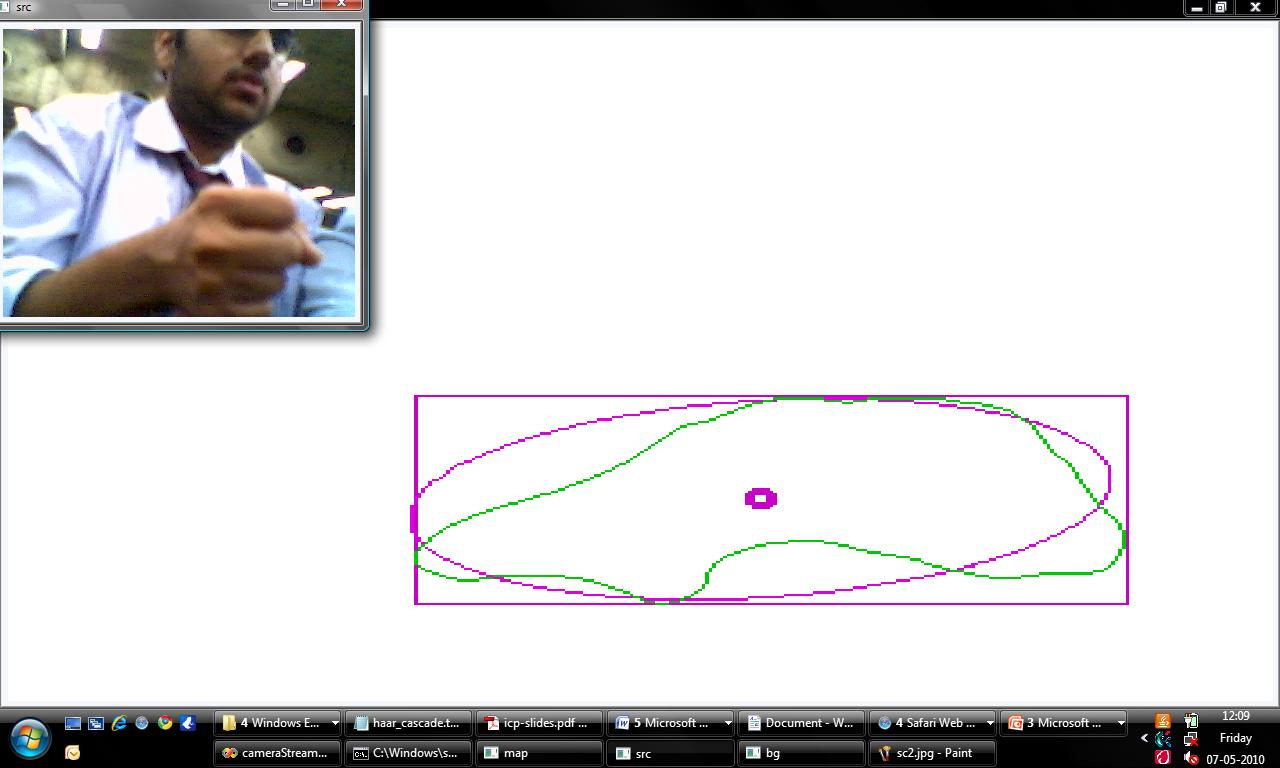 src
4 Windows E...
haar_cascade.t...
icp-slides.pdf ...
5 Microsoft ...
Document - W...
4 Safari Web ...
3 Microsoft ...
12:09
Friday
07-05-2010
cameraStream...
C:\Windows\s...
map
src
bg
sc2.jpg - Paint